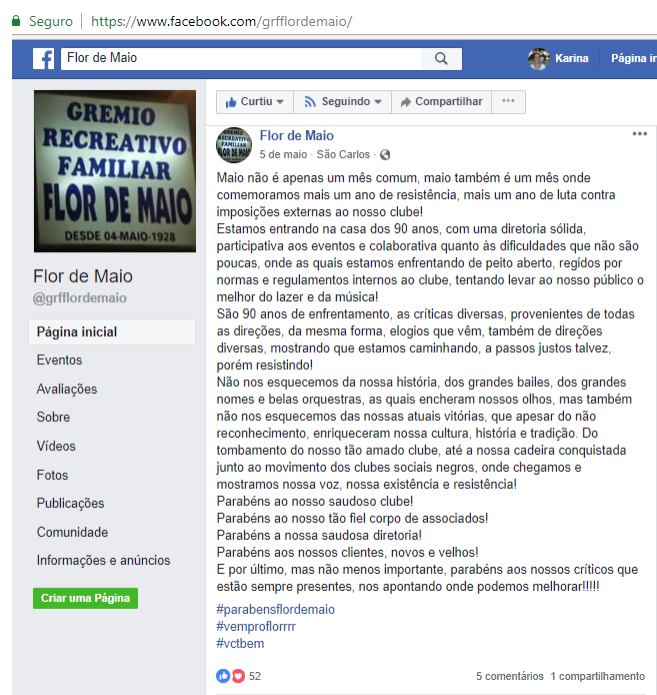 Seguro | https://www.facebook.com/grfflordemaio/
Flor de Maio
Karina
Página in
GREMIO
RECREATIVO
FAMILIAR
FLOR DE MAIO
DESDE 04-MAIO-1928
Flor de Maio
@grfflordemaio
Página inicial
Eventos
Avaliações
Sobre
Vídeos
Fotos
Publicações
Comunidade
Informações e anúncios
Criar uma Página
Curtiu
Seguindo
Compartilhar
Flor de Maio
5 de maio · São Carlos ·
Maio não é apenas um mês comum, maio também é um mês onde
comemoramos mais um ano de resistência, mais um ano de luta contra
imposições externas ao nosso clube!
Estamos entrando na casa dos 90 anos, com uma diretoria sólida,
participativa aos eventos e colaborativa quanto às dificuldades que não são
poucas, onde as quais estamos enfrentando de peito aberto, regidos por
normas e regulamentos internos ao clube, tentando levar ao nosso público o
melhor do lazer e da música!
São 90 anos de enfrentamento, as críticas diversas, provenientes de todas
as direções, da mesma forma, elogios que vêm, também de direções
diversas, mostrando que estamos caminhando, a passos justos talvez,
porém resistindo!
Não nos esquecemos da nossa história, dos grandes bailes, dos grandes
nomes e belas orquestras, as quais encheram nossos olhos, mas também
não nos esquecemos das nossas atuais vitórias, que apesar do não
reconhecimento, enriqueceram nossa cultura, história e tradição. Do
tombamento do nosso tão amado clube, até a nossa cadeira conquistada
junto ao movimento dos clubes sociais negros, onde chegamos e
mostramos nossa voz, nossa existência e resistência!
Parabéns ao nosso saudoso clube!
Parabéns ao nosso tão fiel corpo de associados!
Parabéns a nossa saudosa diretoria!
Parabéns aos nossos clientes, novos e velhos!
E por último, mas não menos importante, parabéns aos nossos críticos que
estão sempre presentes, nos apontando onde podemos melhorar!!!!!
#parabensflordemaio
#vemproflorrrr
#vctbem
52
5 comentários 1 compartilhamento